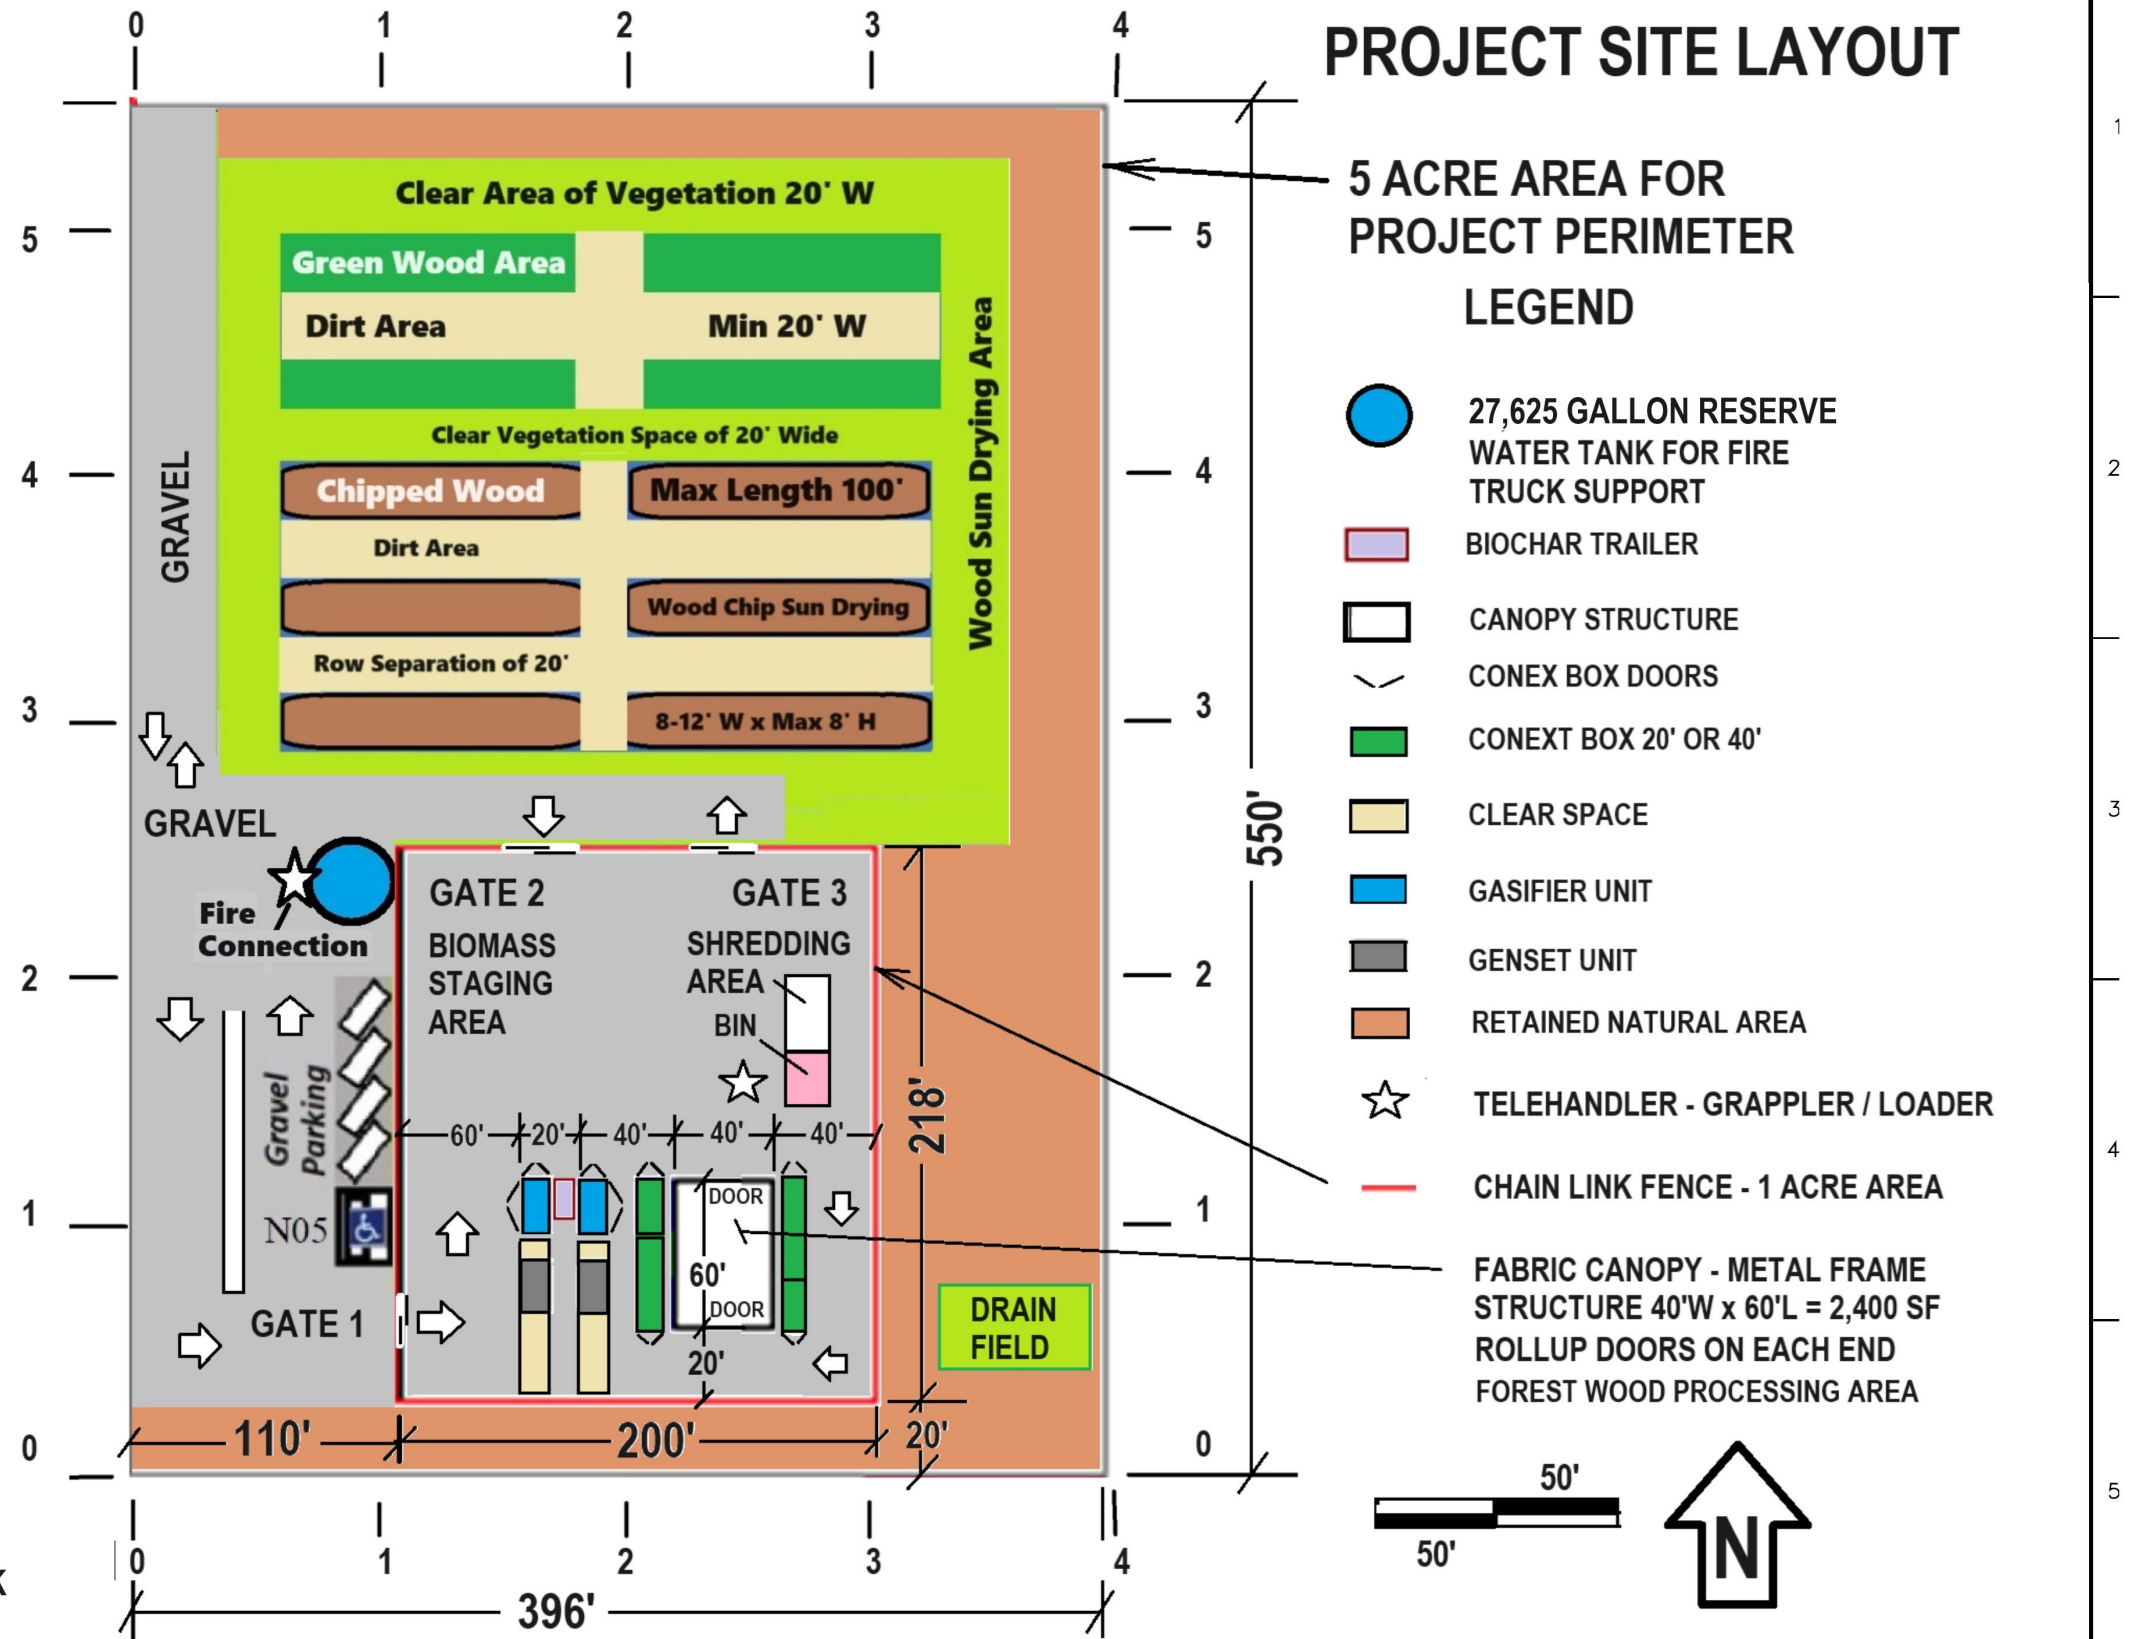 0 1 2 3 4
PROJECT SITE LAYOUT
5 ACRE AREA FOR
PROJECT PERIMETER
LEGEND
27,625 GALLON RESERVE
WATER TANK FOR FIRE
TRUCK SUPPORT
BIOCHAR TRAILER
CANOPY STRUCTURE
CONEX BOX DOORS
CONEXT BOX 20' OR 40'
CLEAR SPACE
GASIFIER UNIT
GENSET UNIT
RETAINED NATURAL AREA
TELEHANDLER - GRAPPLER / LOADER
CHAIN LINK FENCE - 1 ACRE AREA
FABRIC CANOPY - METAL FRAME
STRUCTURE 40'W x 60'L = 2,400 SF
ROLLUP DOORS ON EACH END
FOREST WOOD PROCESSING AREA
50'
50'
N
1
2
3
4
5
5
4
3
2
1
0
Clear Area of Vegetation 20' W
Green Wood Area
Dirt Area
Min 20' W
Clear Vegetation Space of 20' Wide
Wood Sun Drying Area
Chipped Wood
Max Length 100'
Dirt Area
Wood Chip Sun Drying
Row Separation of 20'
8-12' W x Max 8' H
GRAVEL
GRAVEL
Fire
Connection
GATE 2
GATE 3
BIOMASS
STAGING
AREA
SHREDDING
AREA
BIN
Gravel
Parking
N05
GATE 1
60' 20' 40' 40' 40'
DOOR
60'
DOOR
20'
218'
DRAIN
FIELD
110'
200'
20'
5
4
3
2
1
0
550'
0 1 2 3 4
396'
X